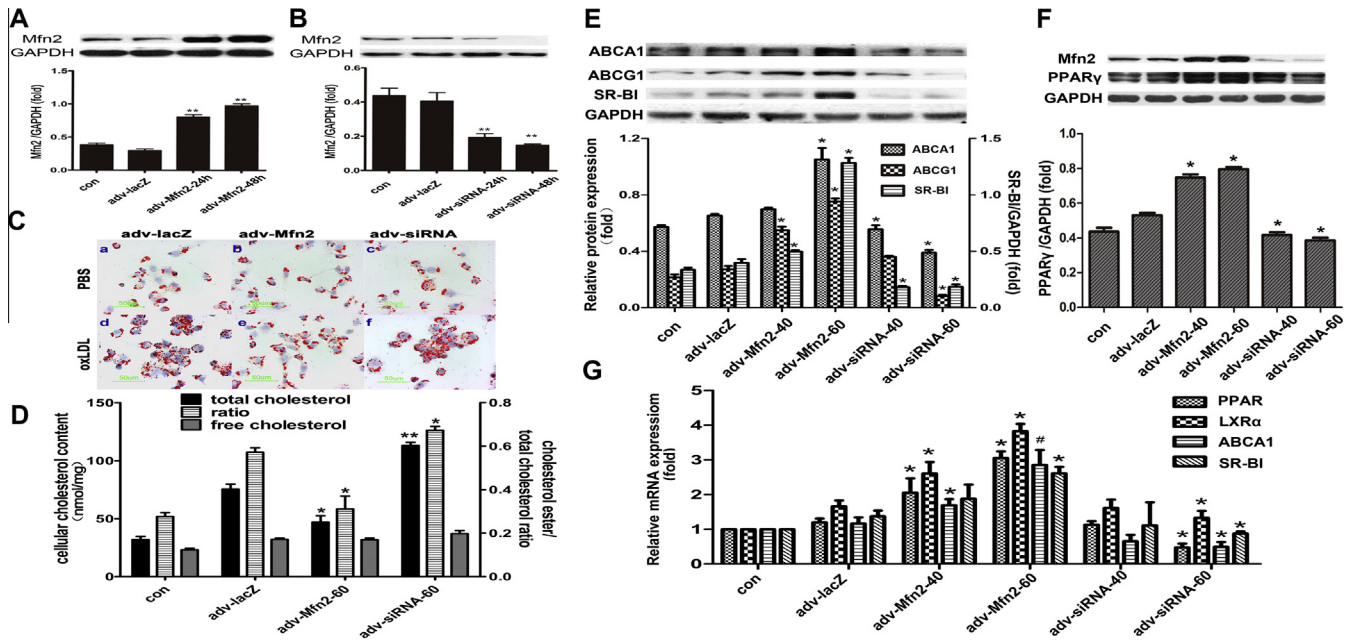 A
Mfn2
GAPDH
Mfn2 /GAPDH (fold)
1.5
1.0
0.5
0.0
**
**
con
adv-lacZ
adv-Mfn2-24h
adv-Mfn2-48h
B
Mfn2
GAPDH
Mfn2 /GAPDH (fold)
0.6
0.4
0.2
0.0
**
**
con
adv-lacZ
adv-siRNA-24h
adv-siRNA-48h
C
adv-lacZ
adv-Mfn2
adv-siRNA
PBS
oxLDL
a
b
c
d
e
f
50um
50um
50um
50um
D
cellular cholesterol content
(nmol/mg)
150
100
50
0
total cholesterol
ratio
free cholesterol
0.8
0.6
0.4
0.2
0.0
cholesterol ester/
total cholesterol ratio
*
*
**
*
con
adv-lacZ
adv-Mfn2-60
adv-siRNA-60
E
ABCA1
ABCG1
SR-BI
GAPDH
Relative protein expression
(fold)
1.2
0.8
0.4
0.0
ABCA1
ABCG1
SR-BI
1.5
1.0
0.5
0.0
SR-BI/GAPDH (fold)
*
*
*
*
*
*
*
*
*
*
con
adv-lacZ
adv-Mfn2-40
adv-Mfn2-60
adv-siRNA-40
adv-siRNA-60
F
Mfn2
PPARγ
GAPDH
PPARγ /GAPDH (fold)
1.0
0.8
0.6
0.4
0.2
0.0
*
*
*
*
con
adv-lacZ
adv-Mfn2-40
adv-Mfn2-60
adv-siRNA-40
adv-siRNA-60
G
Relative mRNA expressiom
(fold)
5
4
3
2
1
0
PPAR
LXRα
ABCA1
SR-BI
*
*
*
*
*
#
*
*
*
*
*
con
adv-lacZ
adv-Mfn2-40
adv-Mfn2-60
adv-siRNA-40
adv-siRNA-60